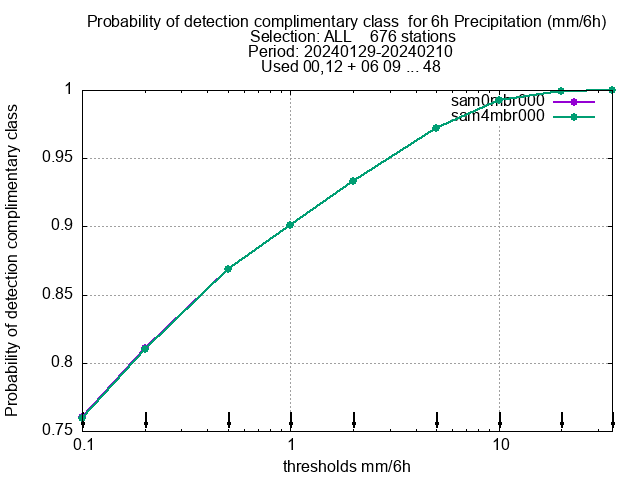 Probability of detection complimentary class  for 6h Precipitation (mm/6h)
Selection: ALL    676 stations
Period: 20240129-20240210
Used 00,12 + 06 09 ... 48
Probability of detection complimentary class
1
0.95
0.9
0.85
0.8
0.75
sam0mbr000
sam4mbr000
0.1
1
10
thresholds mm/6h